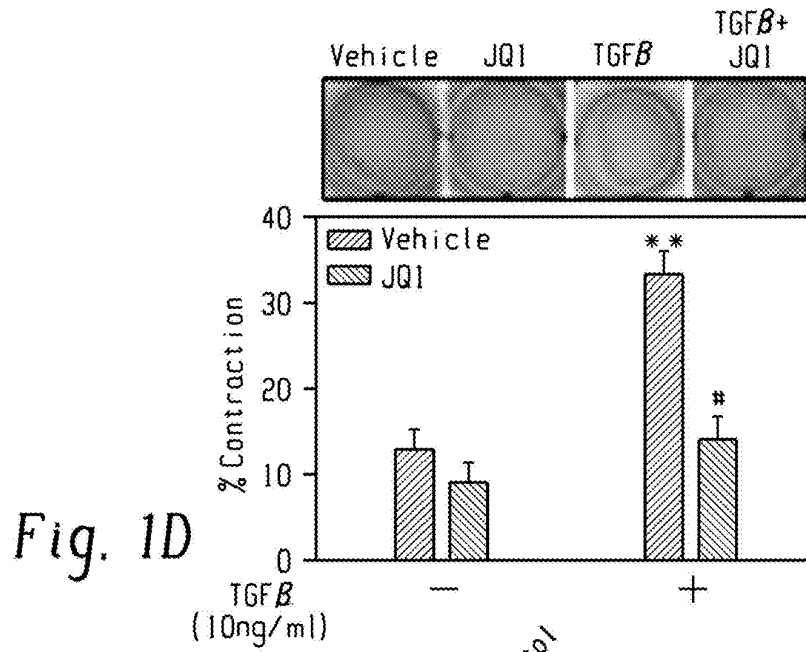 Vehicle JQ1 TGFβ TGFβ+
JQ1
40
Vehicle
JQ1
**
30
% Contraction
20
#
10
0
Fig. 1D
TGFβ
(10ng/ml)
— +